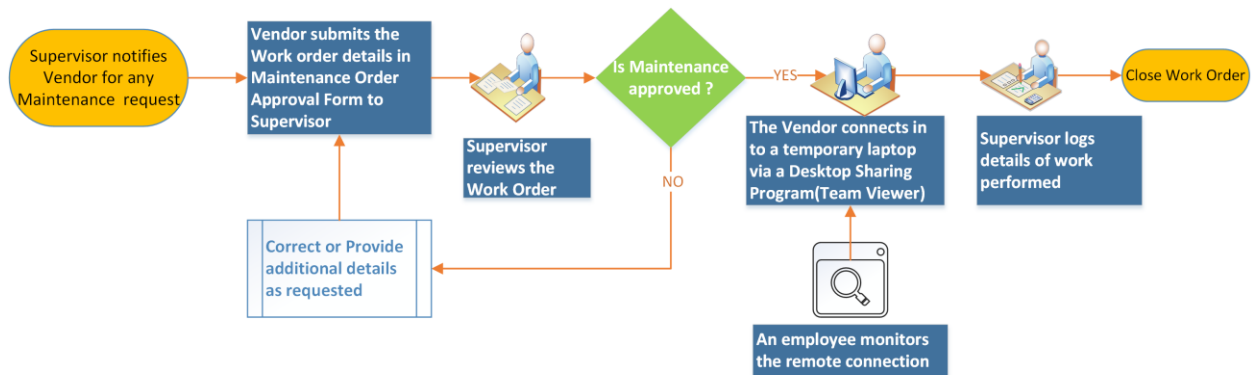 Supervisor notifies
Vendor for any
Maintenance request
Vendor submits the
Work order details in
Maintenance Order
Approval Form to
Supervisor
Supervisor
reviews the
Work Order
Is Maintenance
approved ?
YES
NO
Correct or Provide
additional details
as requested
The Vendor connects in
to a temporary laptop
via a Desktop Sharing
Program(Team Viewer)
An employee monitors
the remote connection
Supervisor logs
details of work
performed
Close Work Order